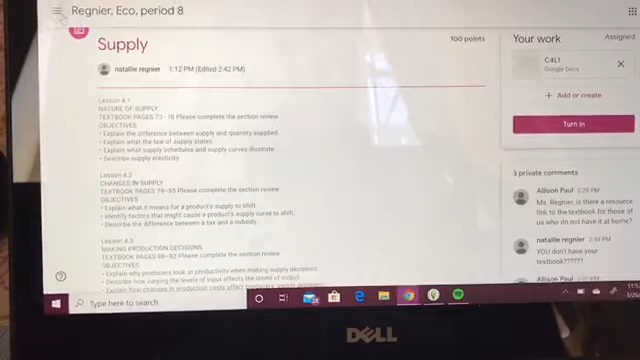 Regnier, Eco, period 8
Supply
100 points
natallie regnier 1:12 PM (Edited 2:42 PM)
Lesson 4.1
NATURE OF SUPPLY
TEXTBOOK PAGES 73-78 Please complete the section review
OBJECTIVES
• Explain the difference between supply and quantity supplied.
• Explain what the law of supply states
• Explain what supply schedules and supply curves illustrate.
• Describe supply elasticity
Lesson 4.2
CHANGES IN SUPPLY
TEXTBOOK PAGES 79-85 Please complete the section review
OBJECTIVES
• Explain what it means for a product's supply to shift.
• Identify factors that might cause a product's supply curve to shift.
• Describe the difference between a tax and a subsidy.
Lesson 4.3
MAKING PRODUCTION DECISIONS
TEXTBOOK PAGES 86-92 Please complete the section review
OBJECTIVES
• Explain why producers look at productivity when making supply decisions
• Describe how varying the levels of input affects the levels of output
• Explain how changes in production costs affect
Your work
Assigned
C4L1
Google Docs
+ Add or create
Turn in
3 private comments
Allison Paul 2:28 PM
Ms. Regnier, is there a resource
link to the textbook for those of
us who do not have it at home?
natallie regnier 2:44 PM
YOU don't have your
textbook??????
Allison Paul
Type here to search
DELL